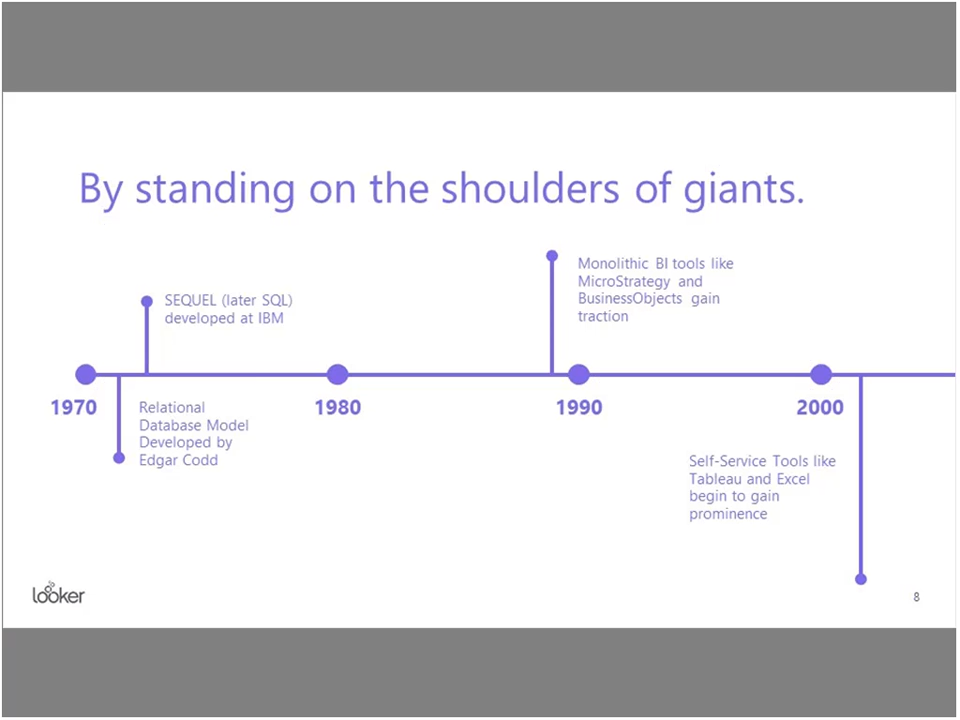 By standing on the shoulders of giants.
Monolithic BI tools like
MicroStrategy and
BusinessObjects gain
traction
SEQUEL (later SQL)
developed at IBM
1970
1980
1990
2000
Relational
Database Model
Developed by
Edgar Codd
Self-Service Tools like
Tableau and Excel
begin to gain
prominence
looker
8